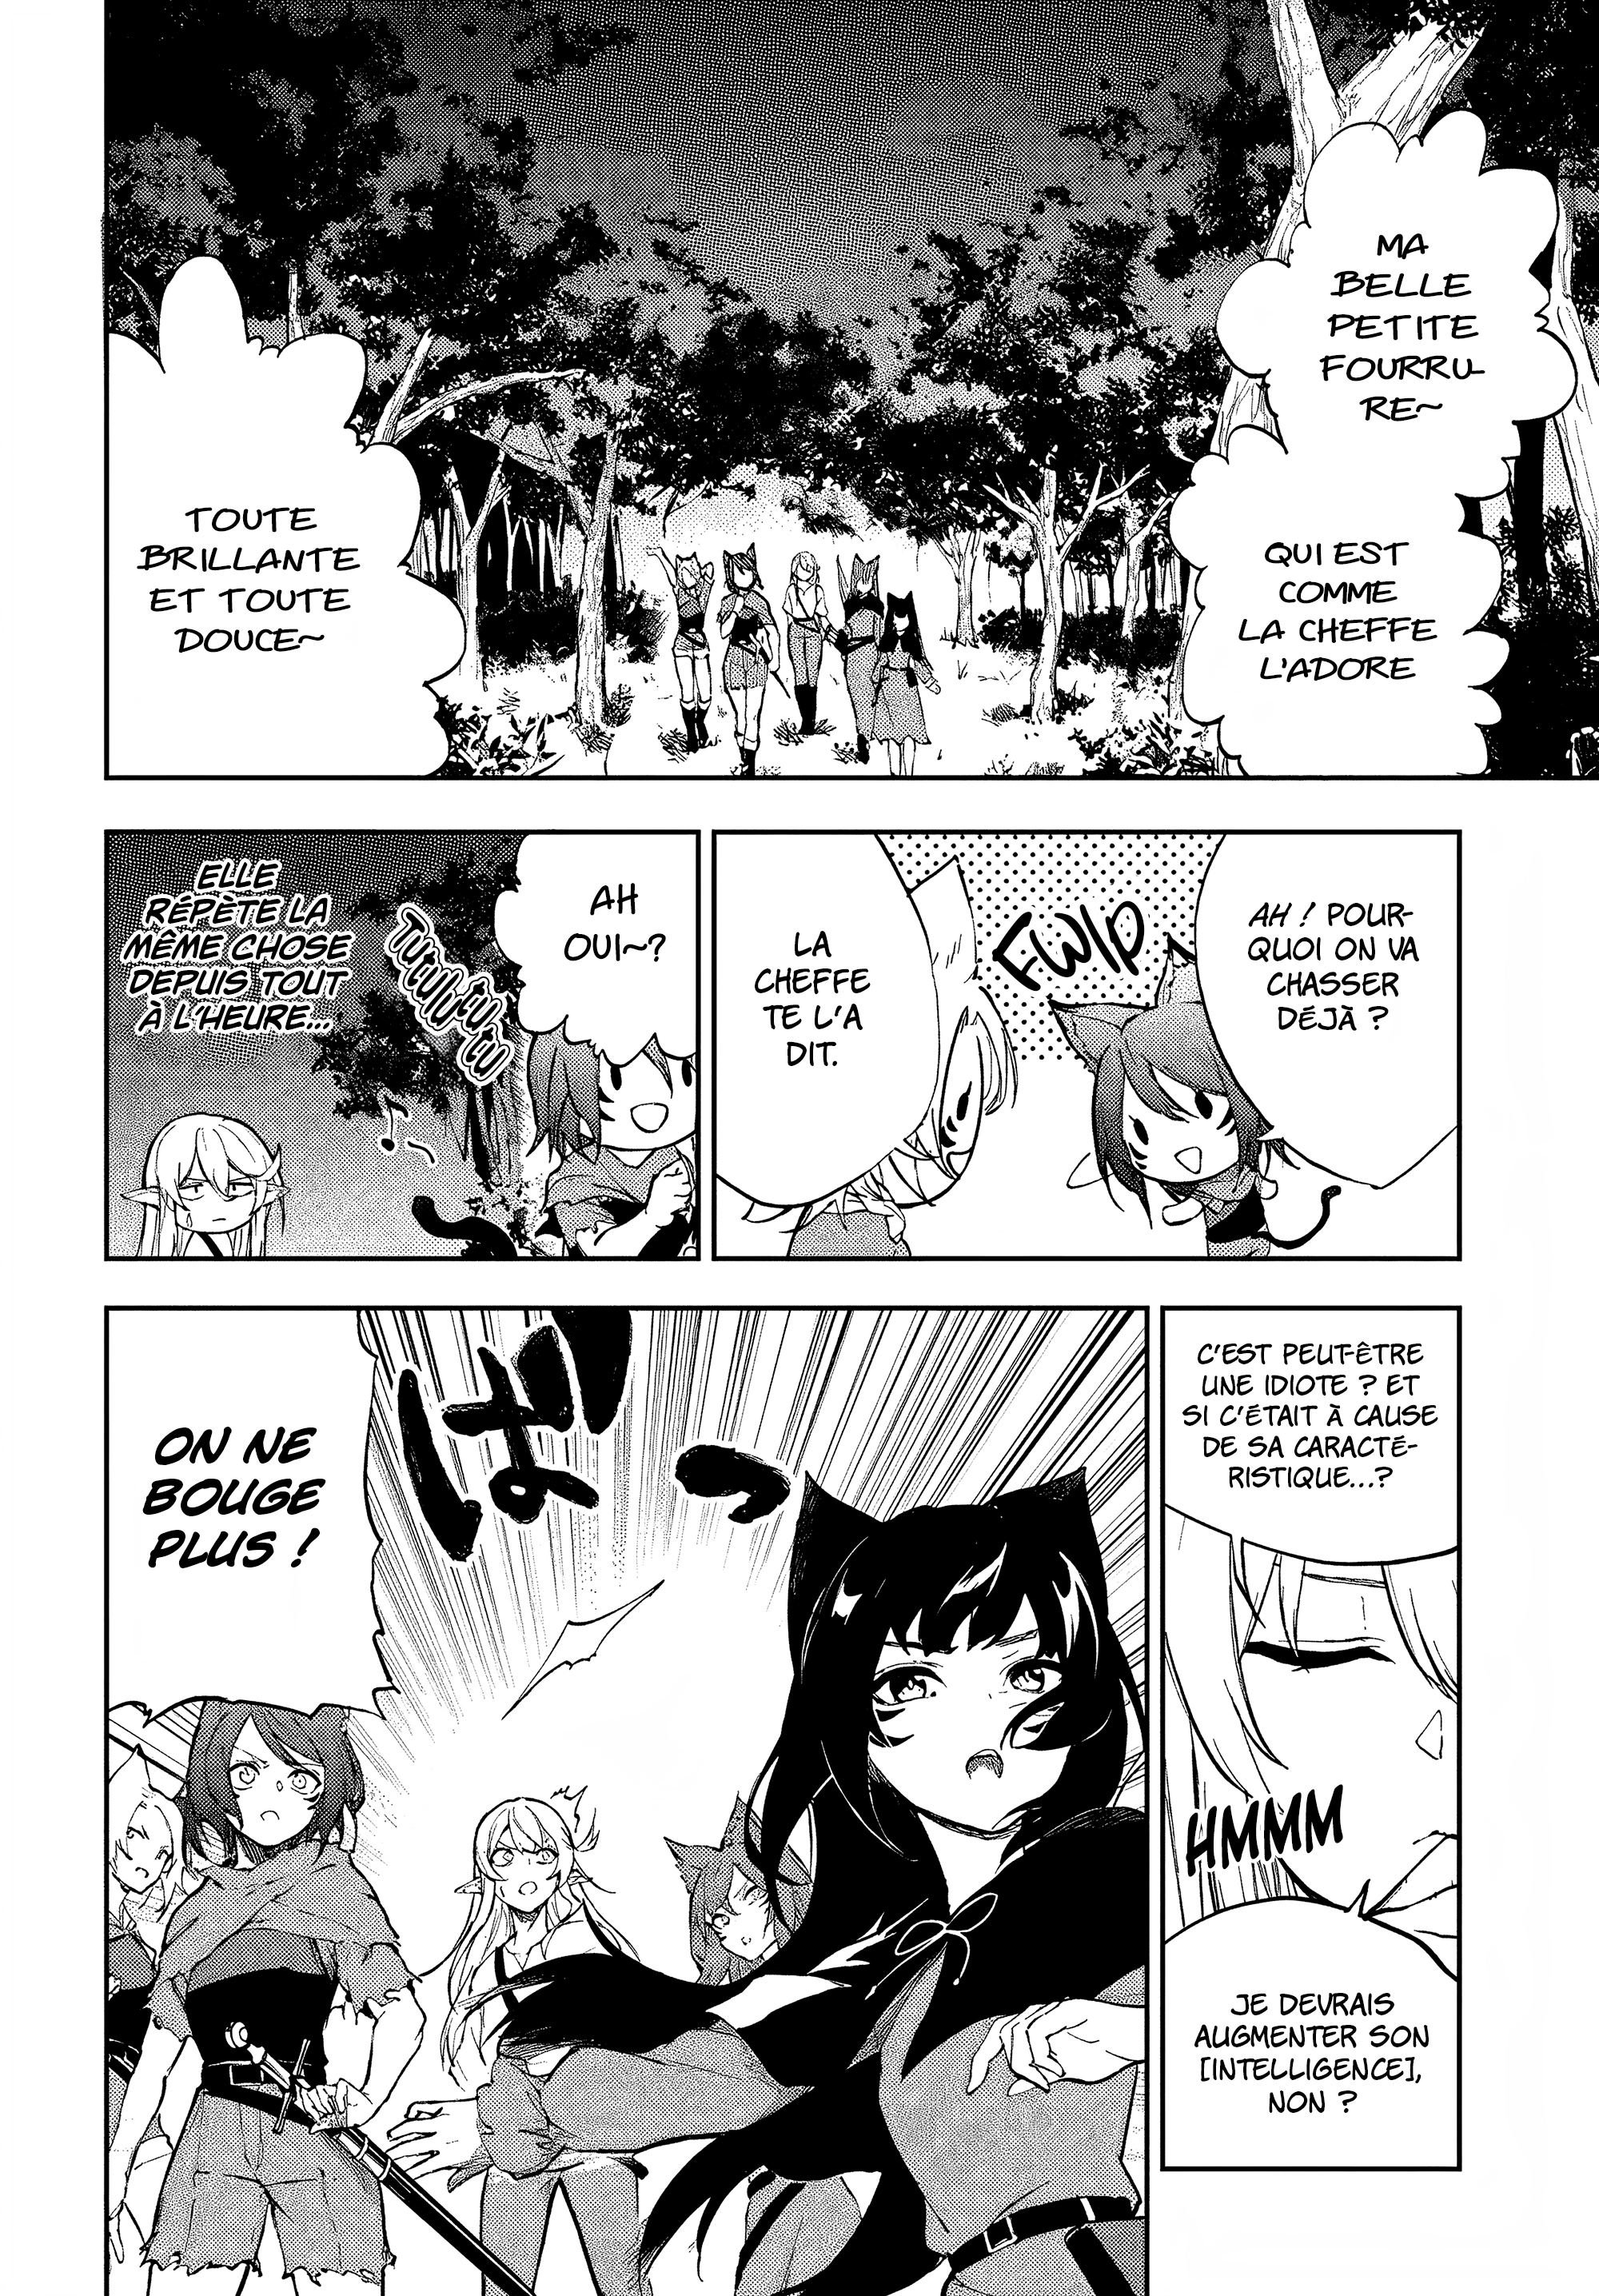 MA
BELLE
PETITE
FOURRU-
RE~
QUI EST
COMME
LA CHEFFE
L'ADORE
TOUTE
BRILLANTE
ET TOUTE
DOUCE~
AH ! POUR-
QUOI ON VA
CHASSER
DÉJÀ ?
FWIP
LA
CHEFFE
TE L'A
DIT.
AH
OUI~?
TUTULUTUTUTU
ELLE
RÉPÈTE LA
MÊME CHOSE
DEPUIS TOUT
À L'HEURE...
C'EST PEUT-ÊTRE
UNE IDIOTE ? ET
SI C'ÉTAIT À CAUSE
DE SA CARACTÉ-
RISTIQUE...?
HMMM
JE DEVRAIS
AUGMENTER SON
[INTELLIGENCE],
NON ?
ばっ
ON NE
BOUGE
PLUS !